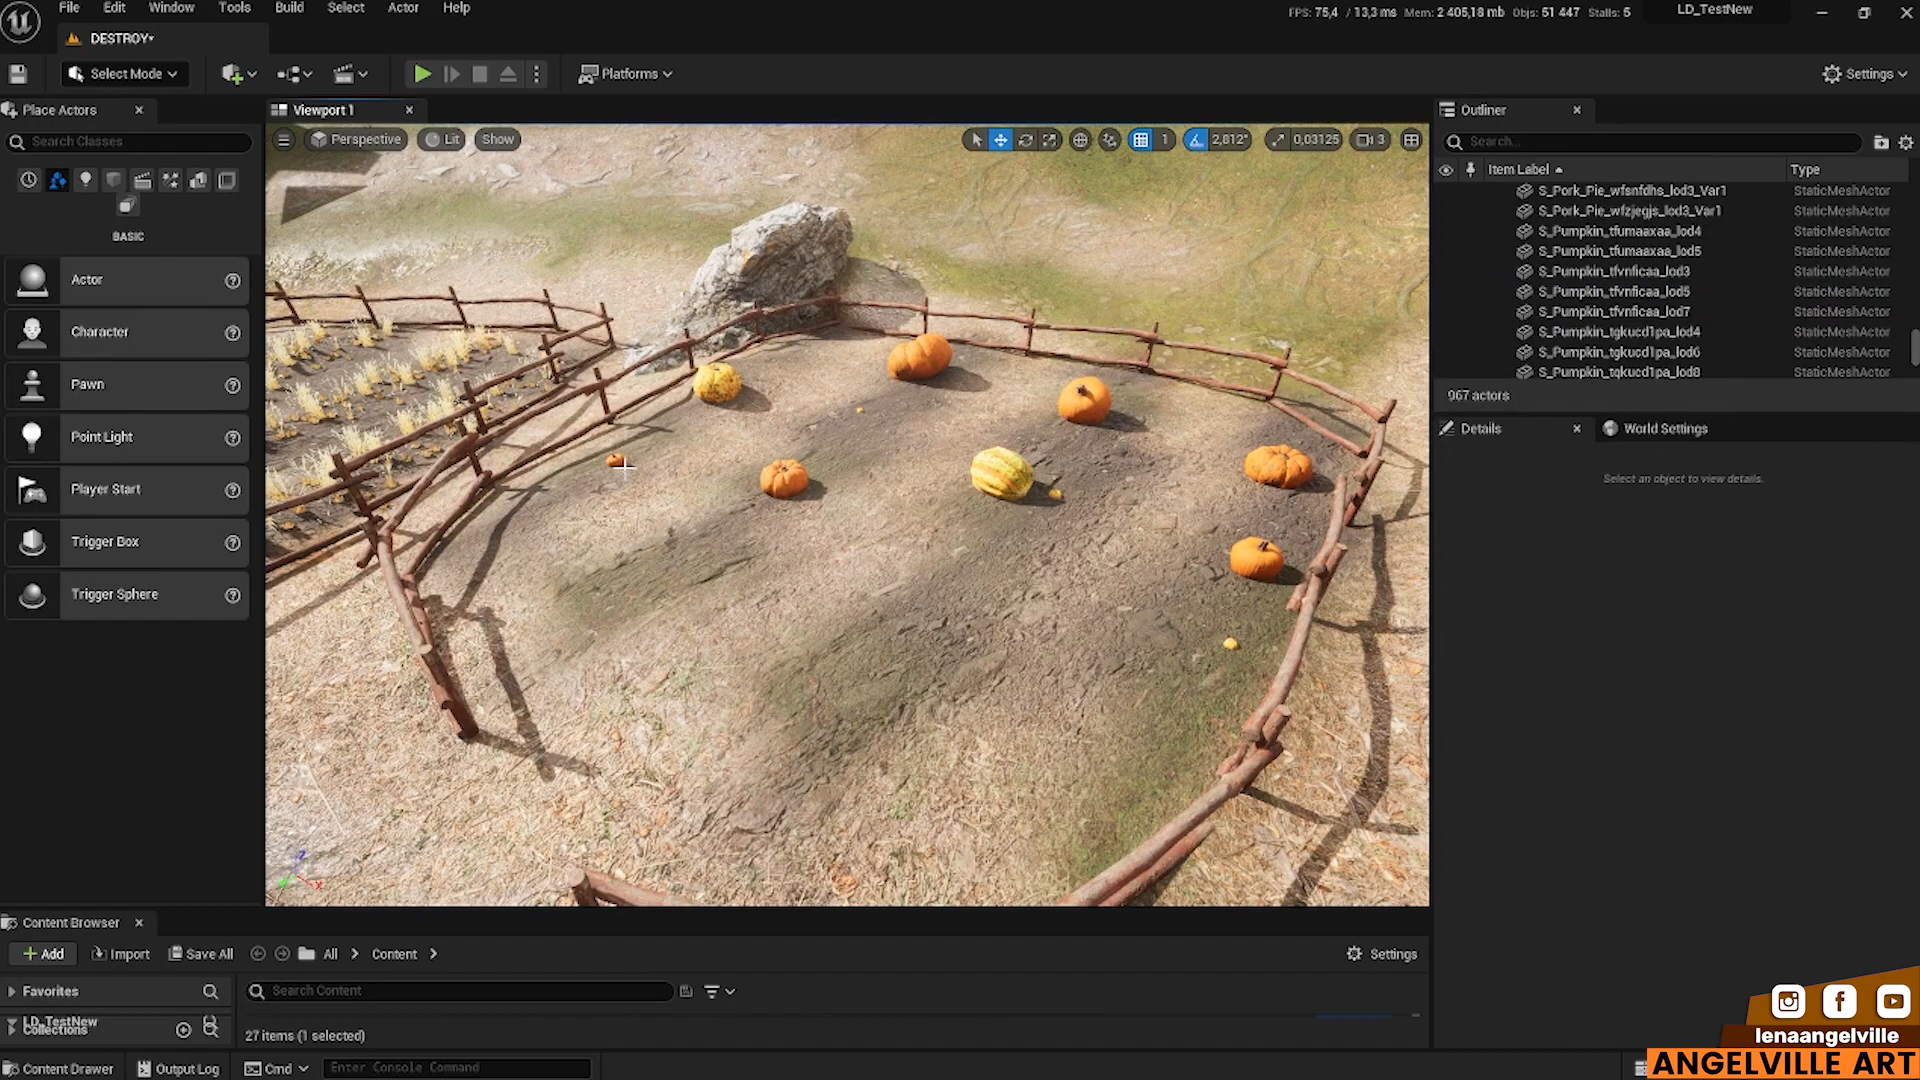 File Edit Window Tools Build Select Actor Help
FPS: 75,4 / 13,3 ms Mem: 2 405,18 mb Objs: 51 447 Stalls: 5
LD_TestNew
DESTROY•
Select Mode
Platforms
Settings
Place Actors
Viewport 1
Outliner
Search Classes
Perspective Lit Show
1 2,812° 0,03125 3
Search...
Item Label Type
S_Pork_Pie_wfsnfdhs_lod3_Var1 StaticMeshActor
S_Pork_Pie_wfzjegjs_lod3_Var1 StaticMeshActor
S_Pumpkin_tfumaaxaa_lod4 StaticMeshActor
S_Pumpkin_tfumaaxaa_lod5 StaticMeshActor
S_Pumpkin_tfvnficaa_lod3 StaticMeshActor
S_Pumpkin_tfvnficaa_lod5 StaticMeshActor
S_Pumpkin_tfvnficaa_lod7 StaticMeshActor
S_Pumpkin_tgkucd1pa_lod4 StaticMeshActor
S_Pumpkin_tgkucd1pa_lod6 StaticMeshActor
S_Pumpkin_tgkucd1pa_lod8 StaticMeshActor
967 actors
BASIC
Actor
Character
Pawn
Point Light
Player Start
Trigger Box
Trigger Sphere
Details
World Settings
Select an object to view details.
Z
X
Content Browser
Add Import Save All All Content Settings
Favorites
Search Content
LD_TestNew
Collections
27 items (1 selected)
Content Drawer Output Log Cmd Enter Console Command
lenaangelville
ANGELVILLE ART